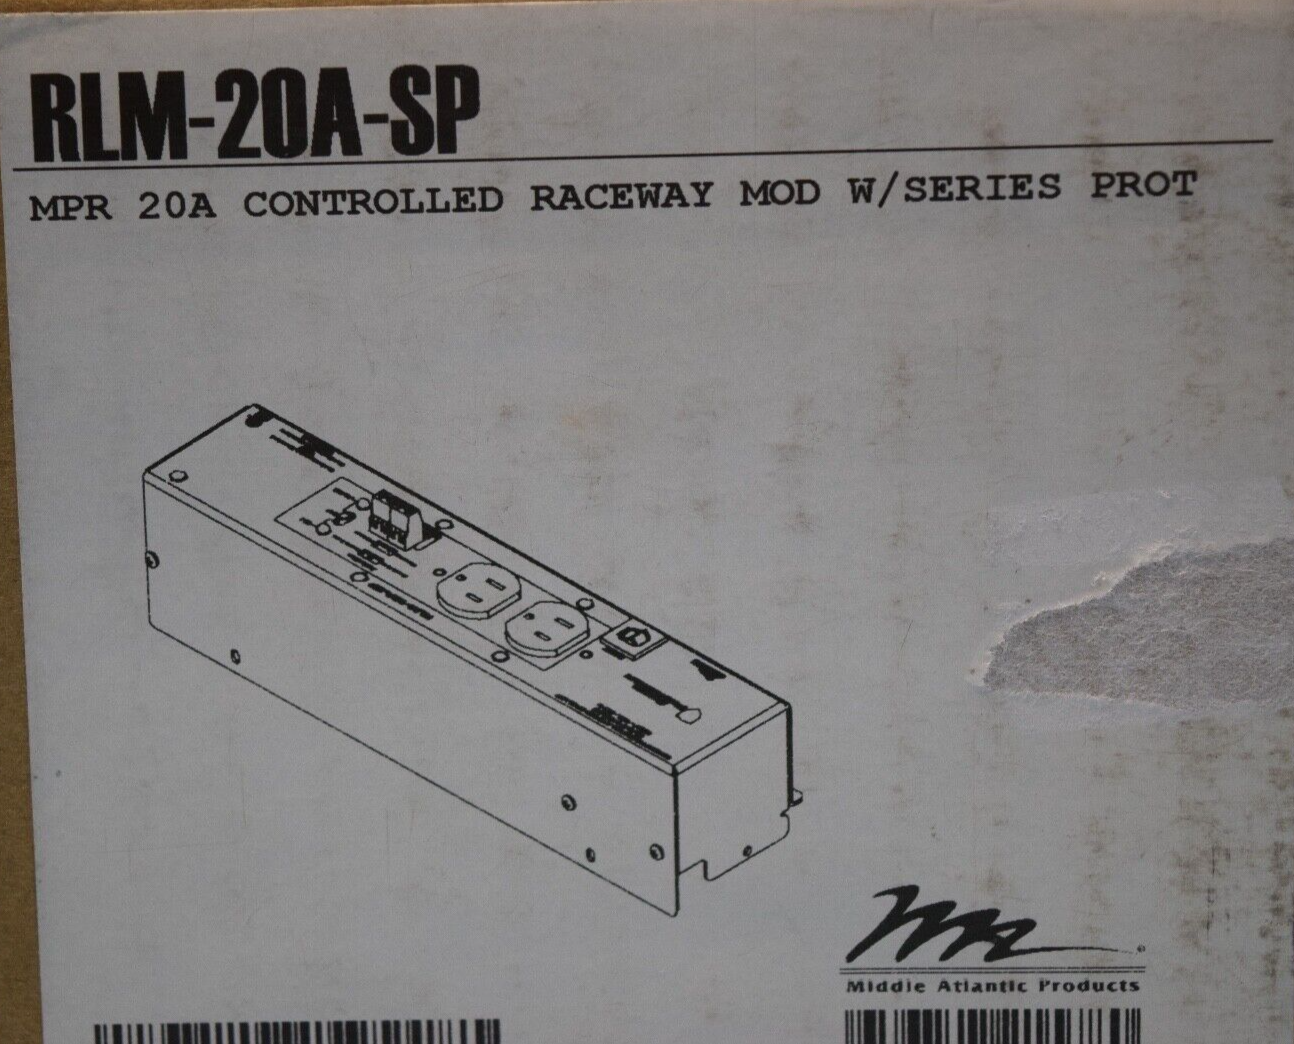 RLM-20A-SP
MPR 20A CONTROLLED RACEWAY MOD W/SERIES PROT
Middle Atlantic Products